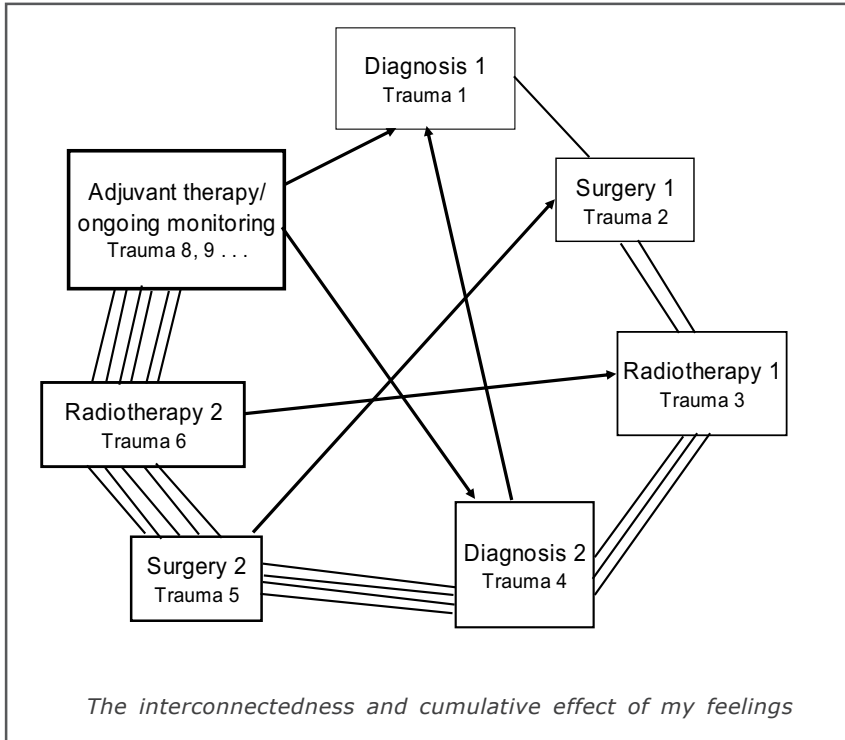 Diagnosis 1
Trauma 1
Surgery 1
Trauma 2
Radiotherapy 1
Trauma 3
Diagnosis 2
Trauma 4
Surgery 2
Trauma 5
Radiotherapy 2
Trauma 6
Adjuvant therapy/
ongoing monitoring
Trauma 8, 9 . . .
The interconnectedness and cumulative effect of my feelings